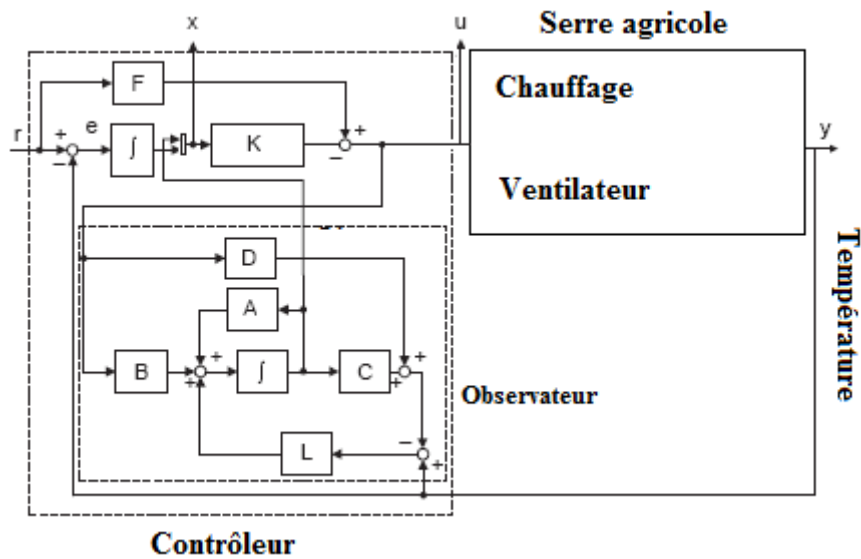 x
u
Serre agricole
F
Chauffage
r
+
e
∫
K
+
y
−
−
Ventilateur
Température
D
A
+
+
+
B
∫
C
+
+
Observateur
−
L
+
Contrôleur